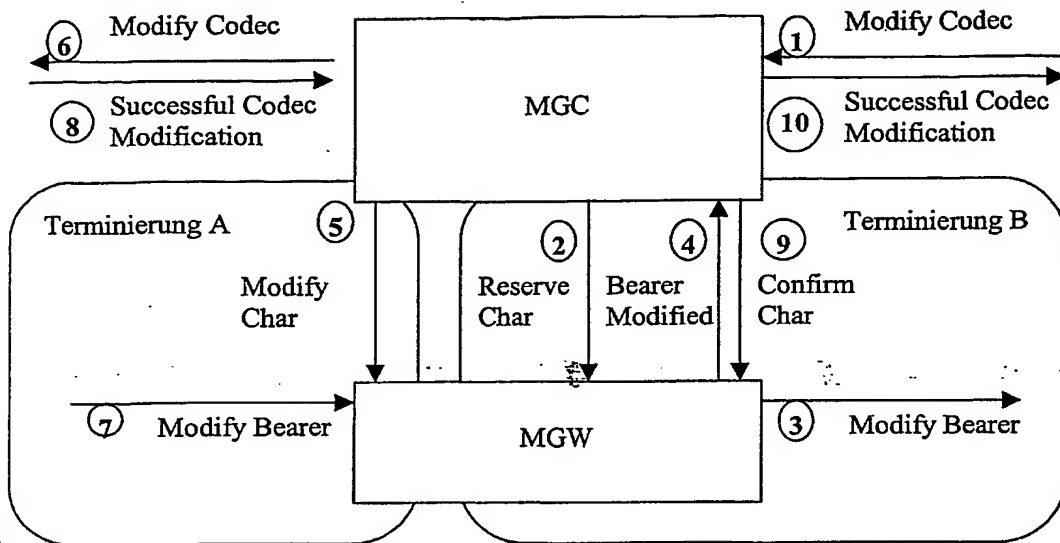 6 Modify Codec
8 Successful Codec
Modification
MGC
1 Modify Codec
10 Successful Codec
Modification
Terminierung A
5
Modify
Char
2
Reserve
Char
4
Bearer
Modified
9
Confirm
Char
Terminierung B
7 Modify Bearer
MGW
3 Modify Bearer